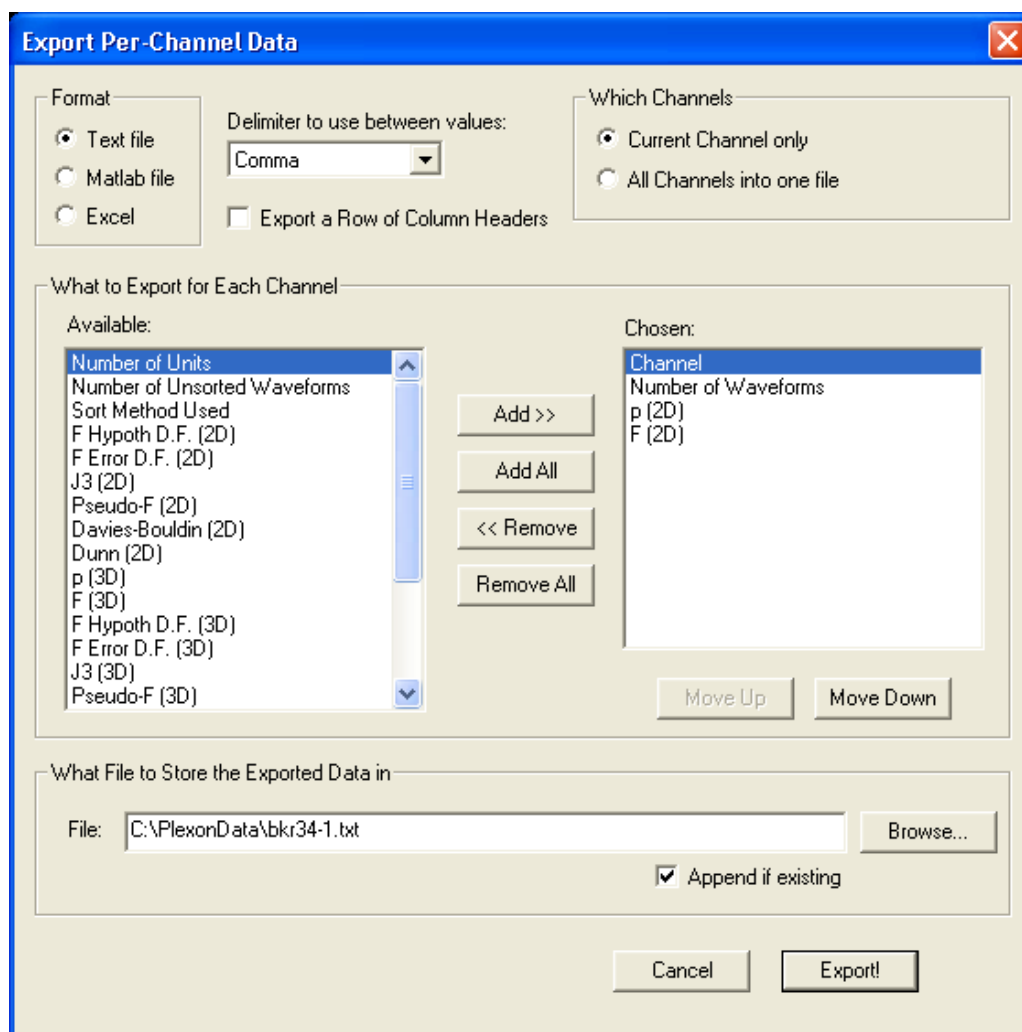 Export Per-Channel Data
Format
Text file
Matlab file
Excel
Delimiter to use between values:
Comma
Export a Row of Column Headers
Which Channels
Current Channel only
All Channels into one file
What to Export for Each Channel
Available:
Number of Units
Number of Unsorted Waveforms
Sort Method Used
F Hypoth D.F. (2D)
F Error D.F. (2D)
J3 (2D)
Pseudo-F (2D)
Davies-Bouldin (2D)
Dunn (2D)
p (3D)
F (3D)
F Hypoth D.F. (3D)
F Error D.F. (3D)
J3 (3D)
Pseudo-F (3D)
Add >>
Add All
<< Remove
Remove All
Chosen:
Channel
Number of Waveforms
p (2D)
F (2D)
Move Up
Move Down
What File to Store the Exported Data in
File:
C:\PlexonData\bkr34-1.txt
Browse...
Append if existing
Cancel
Export!